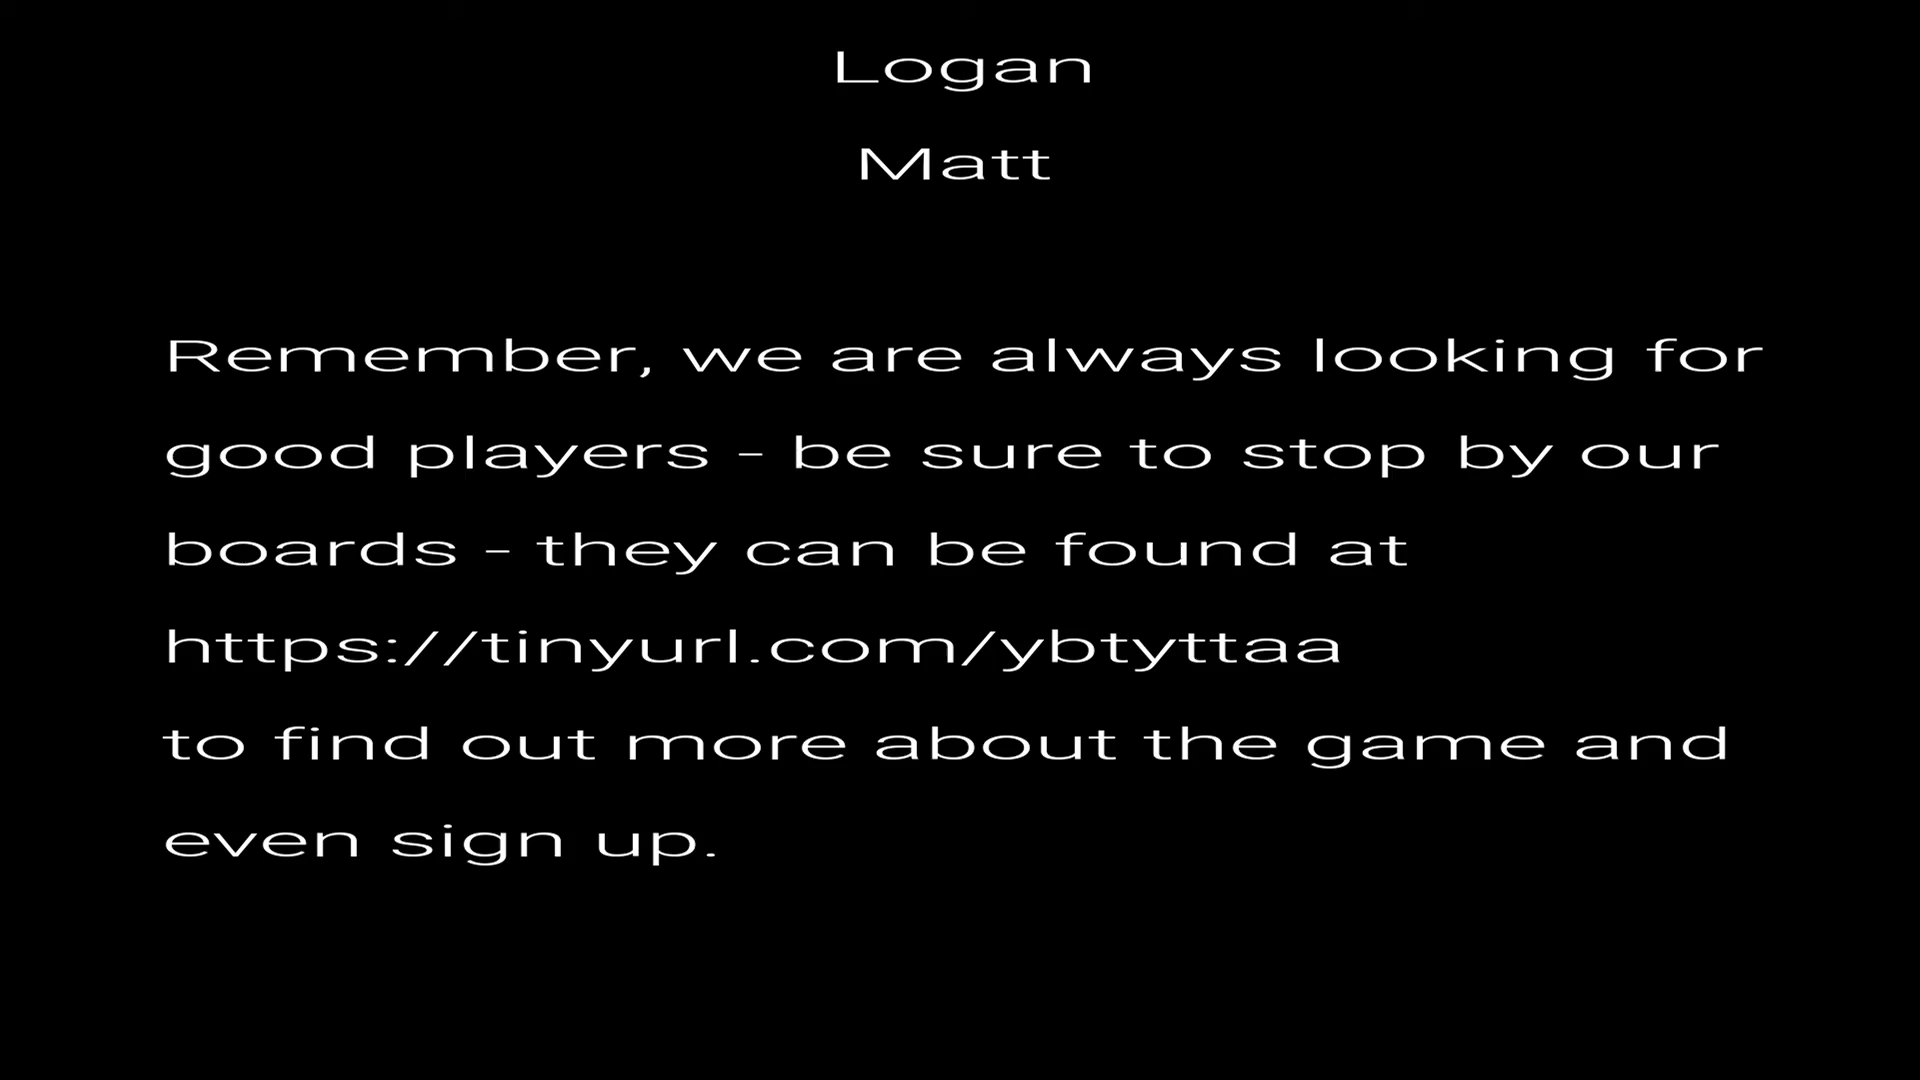 Logan
Matt
Remember, we are always looking for
good players - be sure to stop by our
boards - they can be found at
https://tinyurl.com/ybtyttaa
to find out more about the game and
even sign up.